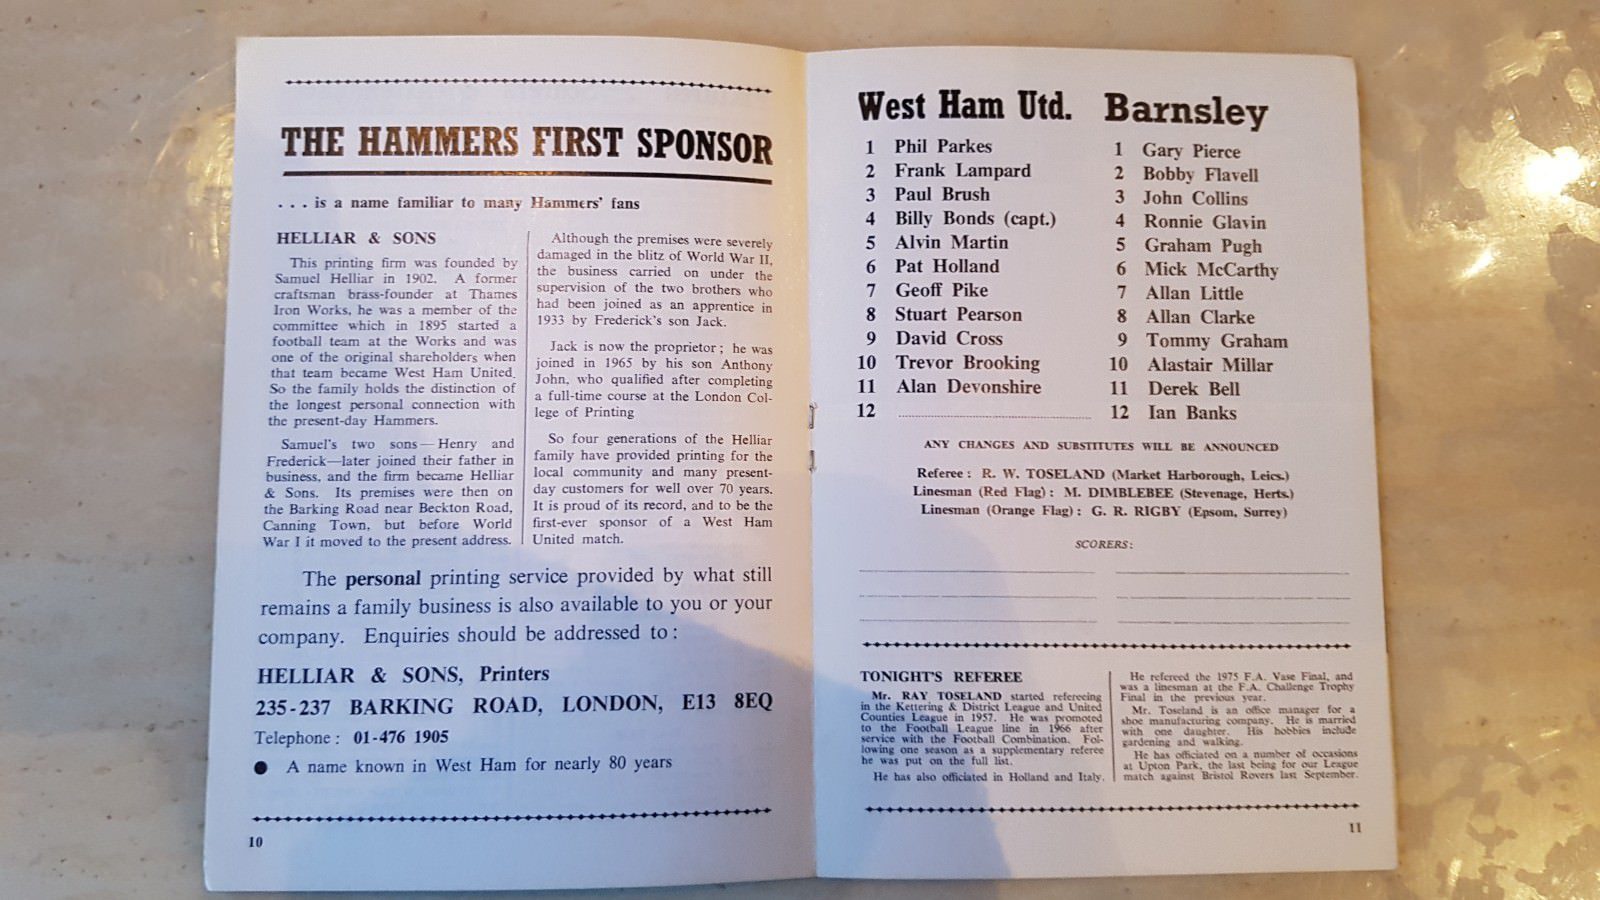 THE HAMMERS FIRST SPONSOR
. . . is a name familiar to many Hammers' fans
HELLIAR & SONS
This printing firm was founded by
Samuel Helliar in 1902. A former
craftsman brass-founder at Thames
Iron Works, he was a member of the
committee which in 1895 started a
football team at the Works and was
one of the original shareholders when
that team became West Ham United.
So the family holds the distinction of
the longest personal connection with
the present-day Hammers.
Samuel's two sons — Henry and
Frederick—later joined their father in
business, and the firm became Helliar
& Sons. Its premises were then on
the Barking Road near Beckton Road,
Canning Town, but before World
War I it moved to the present address.
Although the premises were severely
damaged in the blitz of World War II,
the business carried on under the
supervision of the two brothers who
had been joined as an apprentice in
1933 by Frederick's son Jack.
Jack is now the proprietor ; he was
joined in 1965 by his son Anthony
John, who qualified after completing
a full-time course at the London Col-
lege of Printing
So four generations of the Helliar
family have provided printing for the
local community and many present-
day customers for well over 70 years.
It is proud of its record, and to be the
first-ever sponsor of a West Ham
United match.
The personal printing service provided by what still
remains a family business is also available to you or your
company. Enquiries should be addressed to :
HELLIAR & SONS, Printers
235-237 BARKING ROAD, LONDON, E13 8EQ
Telephone : 01-476 1905
● A name known in West Ham for nearly 80 years
10
West Ham Utd. Barnsley
1 Phil Parkes 1 Gary Pierce
2 Frank Lampard 2 Bobby Flavell
3 Paul Brush 3 John Collins
4 Billy Bonds (capt.) 4 Ronnie Glavin
5 Alvin Martin 5 Graham Pugh
6 Pat Holland 6 Mick McCarthy
7 Geoff Pike 7 Allan Little
8 Stuart Pearson 8 Allan Clarke
9 David Cross 9 Tommy Graham
10 Trevor Brooking 10 Alastair Millar
11 Alan Devonshire 11 Derek Bell
12 12 Ian Banks
ANY CHANGES AND SUBSTITUTES WILL BE ANNOUNCED
Referee : R. W. TOSELAND (Market Harborough, Leics.)
Linesman (Red Flag) : M. DIMBLEBEE (Stevenage, Herts.)
Linesman (Orange Flag) : G. R. RIGBY (Epsom, Surrey)
SCORERS:
TONIGHT'S REFEREE
Mr. RAY TOSELAND started refereeing
in the Kettering & District League and United
Counties League in 1957. He was promoted
to the Football League line in 1966 after
service with the Football Combination. Fol-
lowing one season as a supplementary referee
he was put on the full list.
He has also officiated in Holland and Italy.
He refereed the 1975 F.A. Vase Final, and
was a linesman at the F.A. Challenge Trophy
Final in the previous year.
Mr. Toseland is an office manager for a
shoe manufacturing company. He is married
with one daughter. His hobbies include
gardening and walking.
He has officiated on a number of occasions
at Upton Park, the last being for our League
match against Bristol Rovers last September.
11